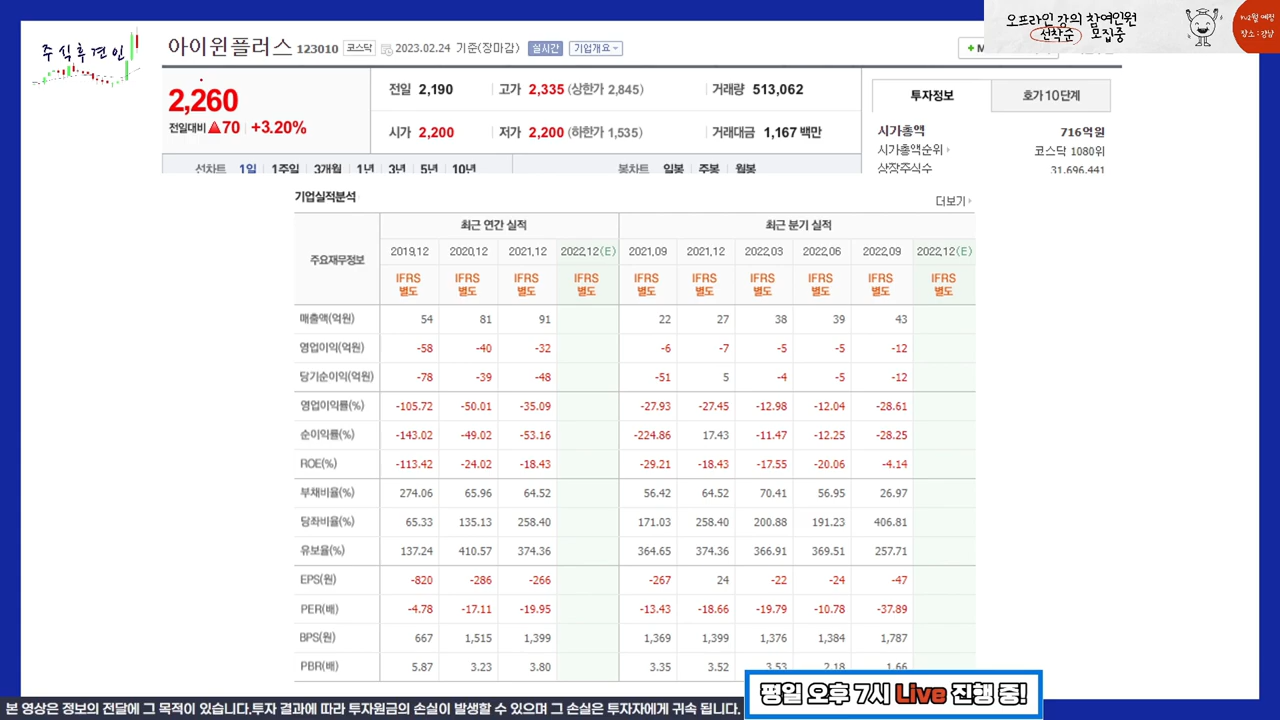 주식후견인
아이윈플러스 123010 코스닥 2023.02.24 기준(장마감) 실시간 기업개요
오프라인 강의 참여인원
선착순 모집중
장소 : 강남
2,260
전일대비 ▲70 +3.20%
전일 2,190 고가 2,335 (상한가 2,845) 거래량 513,062
시가 2,200 저가 2,200 (하한가 1,535) 거래대금 1,167 백만
투자정보 호가 10단계
시가총액 716억원
시가총액순위 코스닥 1080위
상장주식수 31,696,441
선차트 1일 1주일 3개월 1년 3년 5년 10년 봉차트 일봉 주봉 월봉
기업실적분석 더보기
주요재무정보 최근 연간 실적 최근 분기 실적
2019.12 2020.12 2021.12 2022.12(E) 2021.09 2021.12 2022.03 2022.06 2022.09 2022.12(E)
IFRS IFRS IFRS IFRS IFRS IFRS IFRS IFRS IFRS IFRS
별도 별도 별도 별도 별도 별도 별도 별도 별도 별도
매출액(억원) 54 81 91 22 27 38 39 43
영업이익(억원) -58 -40 -32 -6 -7 -5 -5 -12
당기순이익(억원) -78 -39 -48 -51 5 -4 -5 -12
영업이익률(%) -105.72 -50.01 -35.09 -27.93 -27.45 -12.98 -12.04 -28.61
순이익률(%) -143.02 -49.02 -53.16 -224.86 17.43 -11.47 -12.25 -28.25
ROE(%) -113.42 -24.02 -18.43 -29.21 -18.43 -17.55 -20.06 -4.14
부채비율(%) 274.06 65.96 64.52 56.42 64.52 70.41 56.95 26.97
당좌비율(%) 65.33 135.13 258.40 171.03 258.40 200.88 191.23 406.81
유보율(%) 137.24 410.57 374.36 364.65 374.36 366.91 369.51 257.71
EPS(원) -820 -286 -266 -267 24 -22 -24 -47
PER(배) -4.78 -17.11 -19.95 -13.43 -18.66 -19.79 -10.78 -37.89
BPS(원) 667 1,515 1,399 1,369 1,399 1,376 1,384 1,787
PBR(배) 5.87 3.23 3.80 3.35 3.52 3.53 2.18 1.66
평일 오후 7시 Live 진행 중!
본 영상은 정보의 전달에 그 목적이 있습니다.투자 결과에 따라 투자원금의 손실이 발생할 수 있으며 그 손실은 투자자에게 귀속 됩니다.